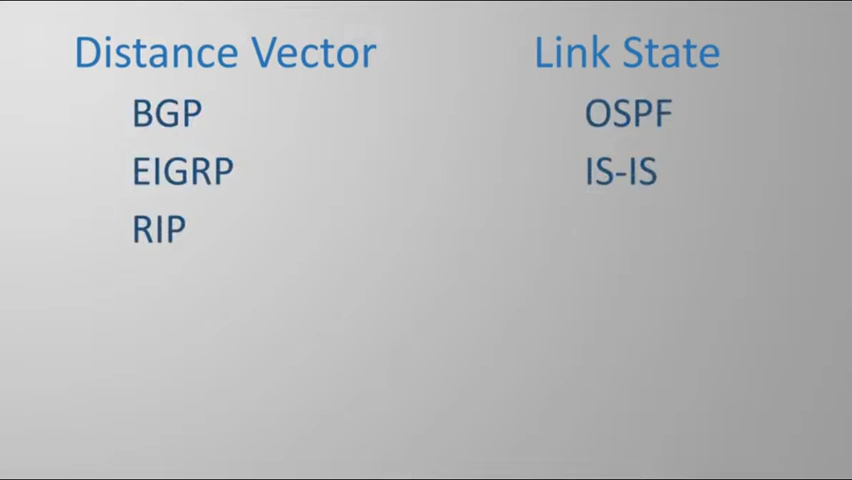 Distance Vector
BGP
EIGRP
RIP
Link State
OSPF
IS-IS